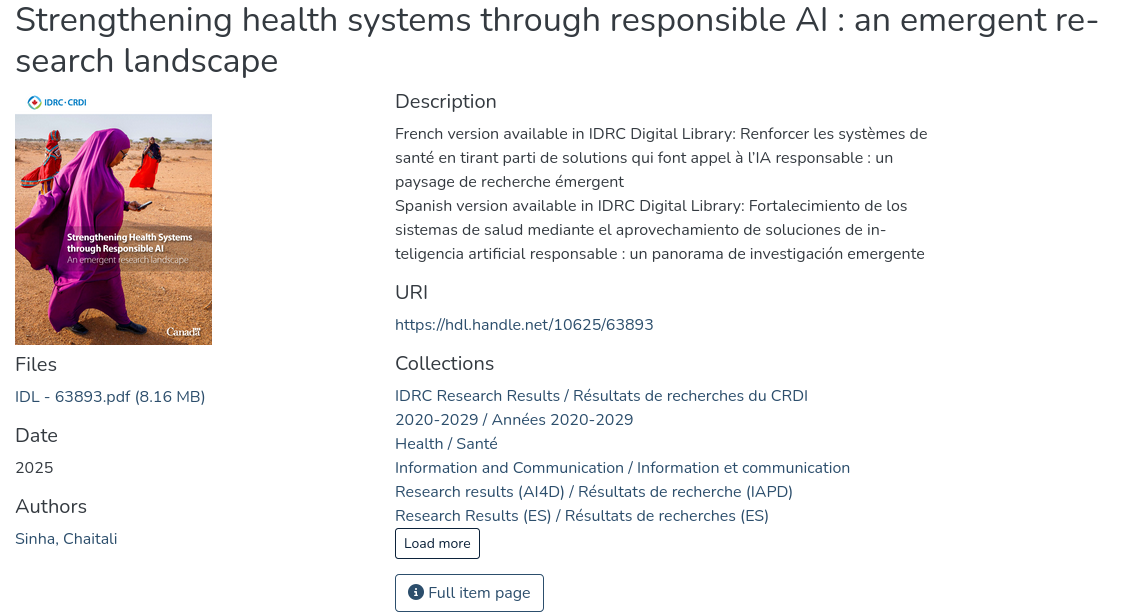 Strengthening health systems through responsible AI : an emergent re-
search landscape
IDRC·CRDI
Strengthening Health Systems
through Responsible AI
An emergent research landscape
Canada
Files
IDL - 63893.pdf (8.16 MB)
Date
2025
Authors
Sinha, Chaitali
Description
French version available in IDRC Digital Library: Renforcer les systèmes de
santé en tirant parti de solutions qui font appel à l’IA responsable : un
paysage de recherche émergent
Spanish version available in IDRC Digital Library: Fortalecimiento de los
sistemas de salud mediante el aprovechamiento de soluciones de in-
teligencia artificial responsable : un panorama de investigación emergente
URI
https://hdl.handle.net/10625/63893
Collections
IDRC Research Results / Résultats de recherches du CRDI
2020-2029 / Années 2020-2029
Health / Santé
Information and Communication / Information et communication
Research results (AI4D) / Résultats de recherche (IAPD)
Research Results (ES) / Résultats de recherches (ES)
Load more
Full item page